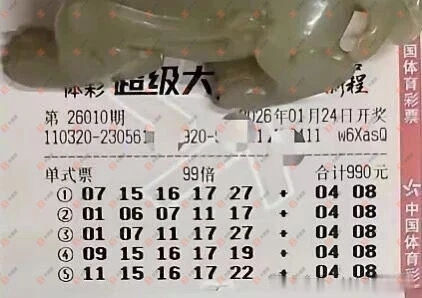 体彩 超级大 程
第 26010期 2026年01月24日开奖
110320-230561 920- 11 w6XasQ
单式票 99倍 合计990元
① 07 15 16 17 27 + 04 08
② 01 06 07 11 17 + 04 08
③ 01 07 11 17 27 + 04 08
④ 09 15 16 17 19 + 04 08
⑤ 11 15 16 17 22 + 04 08
国体育彩票
中国体育彩